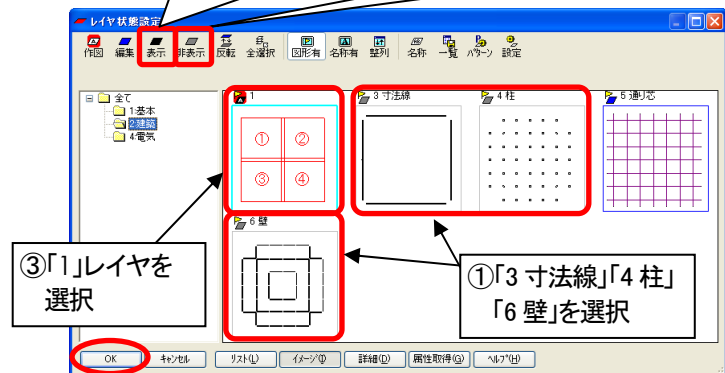 レイヤ状態設定
作図 編集 表示 非表示 反転 全選択 図形有 名称有 整列 名称 一覧 パターン 設定
全て
1:基本
2:建築
4:電気
1
3 寸法線
4 柱
5 通り芯
① ②
③ ④
6 壁
③「1」レイヤを
選択
①「3 寸法線」「4 柱」
「6 壁」を選択
OK キャンセル リスト(L) イメージ(I) 詳細(D) 属性取得(G) ヘルプ(H)